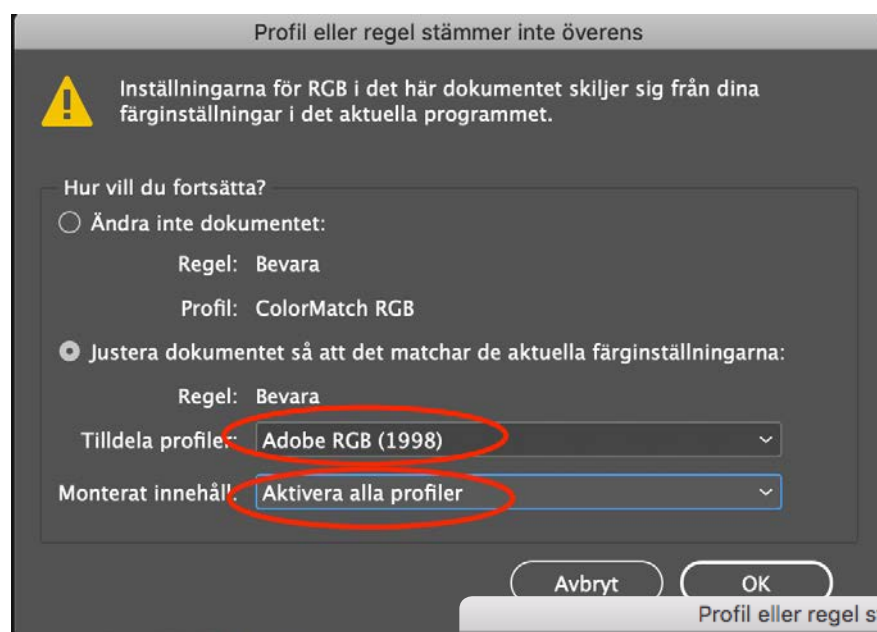 Profil eller regel stämmer inte överens
Inställningarna för RGB i det här dokumentet skiljer sig från dina
färginställningar i det aktuella programmet.
Hur vill du fortsätta?
Ändra inte dokumentet:
Regel: Bevara
Profil: ColorMatch RGB
Justera dokumentet så att det matchar de aktuella färginställningarna:
Regel: Bevara
Tilldela profiler: Adobe RGB (1998)
Monterat innehåll: Aktivera alla profiler
Avbryt OK
Profil eller regel s